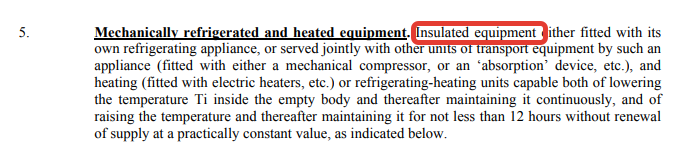 5. Mechanically refrigerated and heated equipment. Insulated equipment either fitted with its
own refrigerating appliance, or served jointly with other units of transport equipment by such an
appliance (fitted with either a mechanical compressor, or an ‘absorption’ device, etc.), and
heating (fitted with electric heaters, etc.) or refrigerating-heating units capable both of lowering
the temperature Ti inside the empty body and thereafter maintaining it continuously, and of
raising the temperature and thereafter maintaining it for not less than 12 hours without renewal
of supply at a practically constant value, as indicated below.